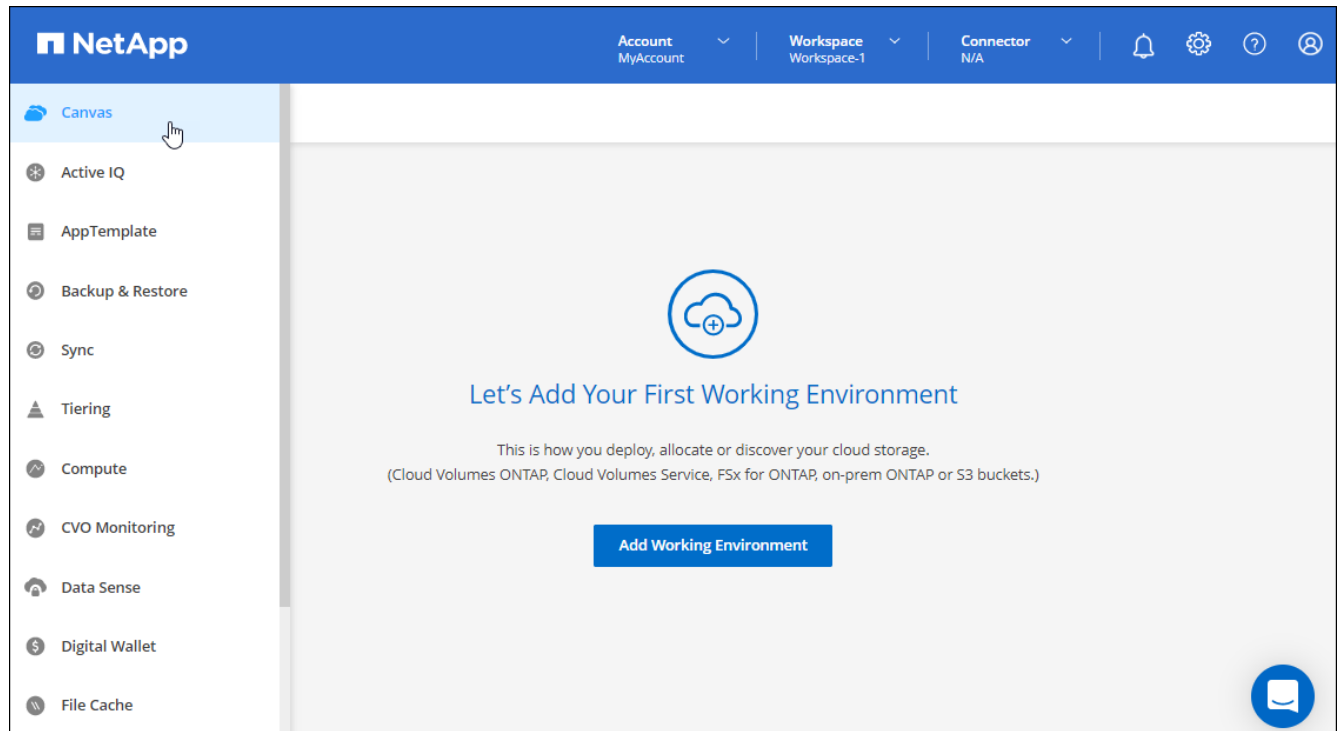 NetApp
Account
MyAccount
Workspace
Workspace-1
Connector
N/A
Canvas
Active IQ
AppTemplate
Backup & Restore
Sync
Tiering
Compute
CVO Monitoring
Data Sense
Digital Wallet
File Cache
Let's Add Your First Working Environment
This is how you deploy, allocate or discover your cloud storage.
(Cloud Volumes ONTAP, Cloud Volumes Service, FSx for ONTAP, on-prem ONTAP or S3 buckets.)
Add Working Environment